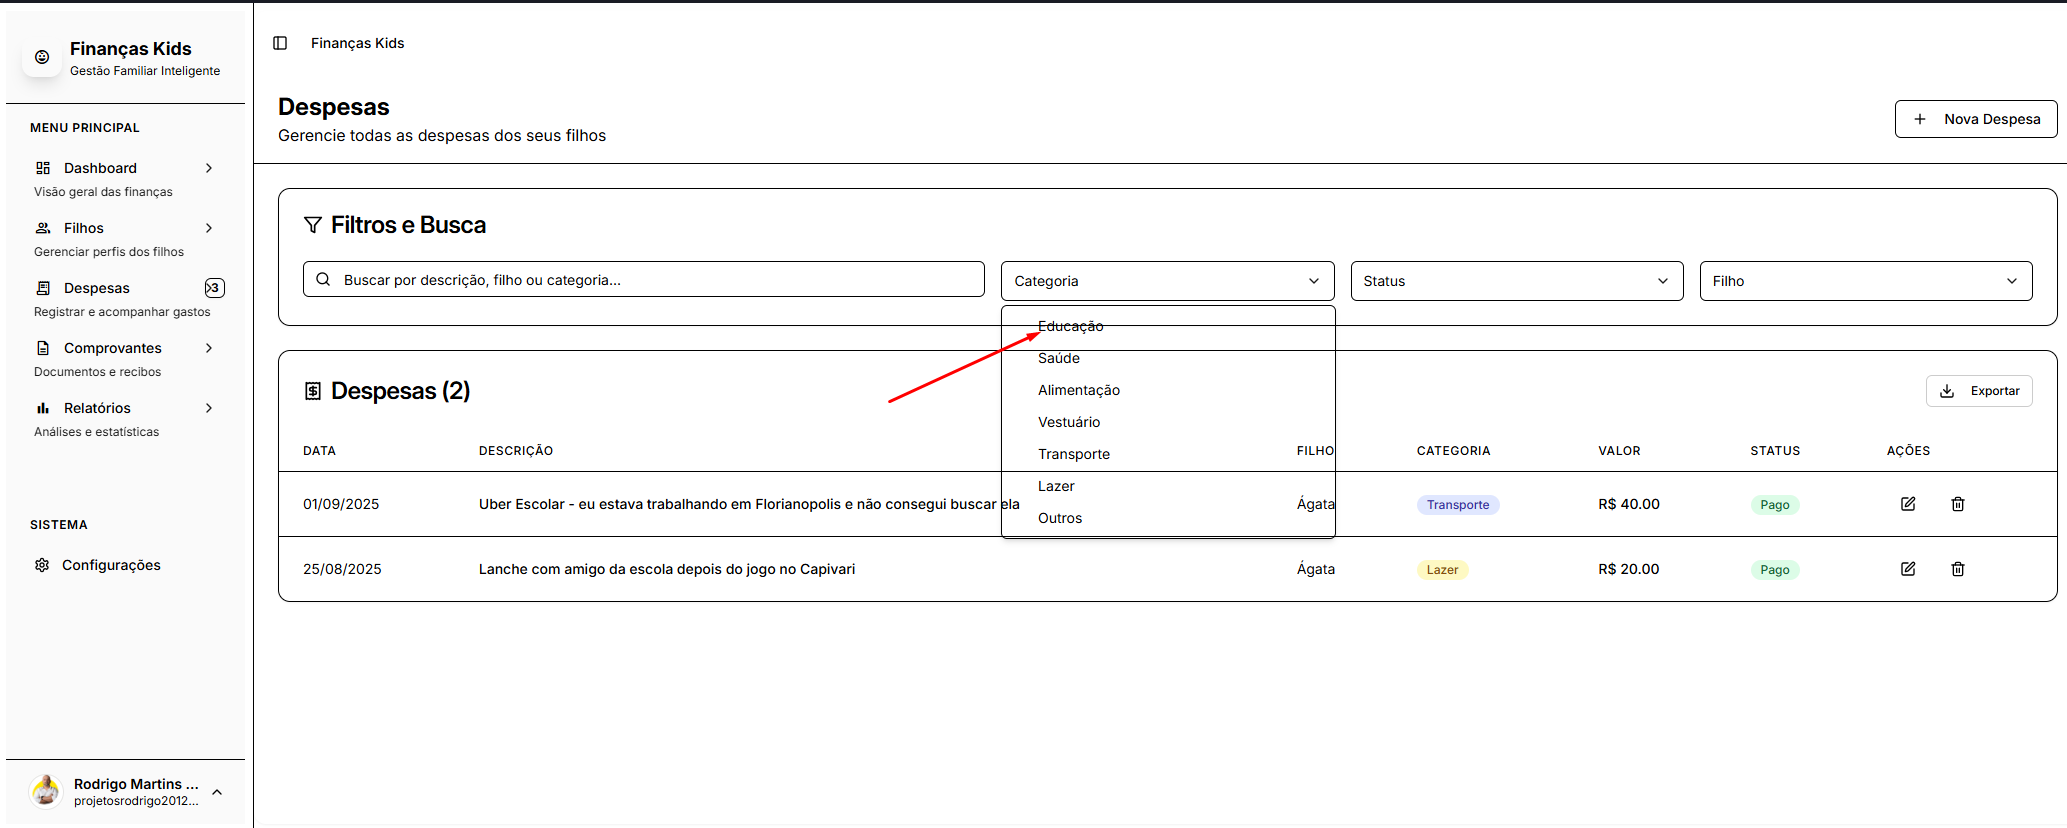 Finanças Kids
Gestão Familiar Inteligente
MENU PRINCIPAL
Dashboard
Visão geral das finanças
Filhos
Gerenciar perfis dos filhos
Despesas
3
Registrar e acompanhar gastos
Comprovantes
Documentos e recibos
Relatórios
Análises e estatísticas
SISTEMA
Configurações
Rodrigo Martins ...
projetosrodrigo2012...
Finanças Kids
Despesas
Gerencie todas as despesas dos seus filhos
Nova Despesa
Filtros e Busca
Buscar por descrição, filho ou categoria...
Categoria
Status
Filho
Educação
Saúde
Alimentação
Vestuário
Transporte
Lazer
Outros
Despesas (2)
Exportar
DATA DESCRIÇÃO FILHO CATEGORIA VALOR STATUS AÇÕES
01/09/2025 Uber Escolar - eu estava trabalhando em Florianopolis e não consegui buscar ela Ágata Transporte R$ 40.00 Pago
25/08/2025 Lanche com amigo da escola depois do jogo no Capivari Ágata Lazer R$ 20.00 Pago